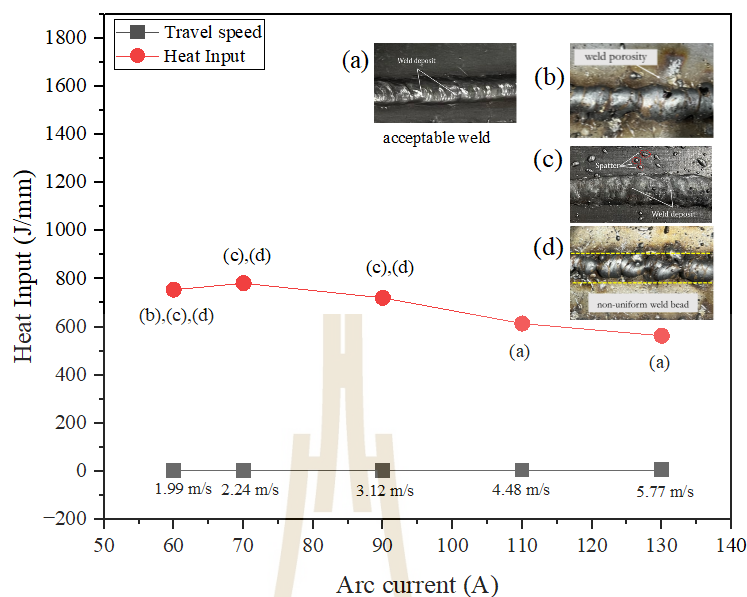 Travel speed
Heat Input
(a)
Weld deposit
acceptable weld
(b)
weld porosity
(c)
Spatter
Weld deposit
(d)
non-uniform weld bead
Heat Input (J/mm)
1800
1600
1400
1200
1000
800
600
400
200
0
−200
(b),(c),(d)
(c),(d)
(c),(d)
(a)
(a)
1.99 m/s
2.24 m/s
3.12 m/s
4.48 m/s
5.77 m/s
50 60 70 80 90 100 110 120 130 140
Arc current (A)